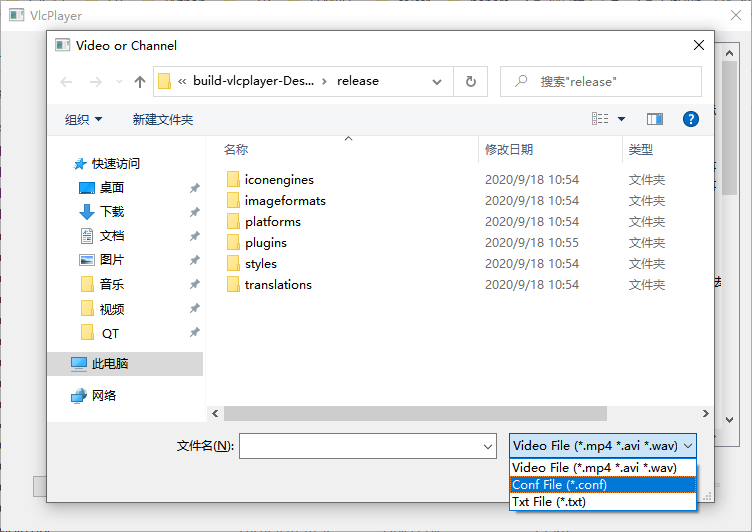 VlcPlayer
Video or Channel
« build-vlcplayer-Des... › release
搜索"release"
组织 新建文件夹
名称 修改日期 类型
快速访问
桌面
下载
文档
图片
音乐
视频
QT
此电脑
网络
iconengines 2020/9/18 10:54 文件夹
imageformats 2020/9/18 10:54 文件夹
platforms 2020/9/18 10:54 文件夹
plugins 2020/9/18 10:55 文件夹
styles 2020/9/18 10:54 文件夹
translations 2020/9/18 10:54 文件夹
文件名(N): Video File (*.mp4 *.avi *.wav)
Video File (*.mp4 *.avi *.wav)
Conf File (*.conf)
Txt File (*.txt)